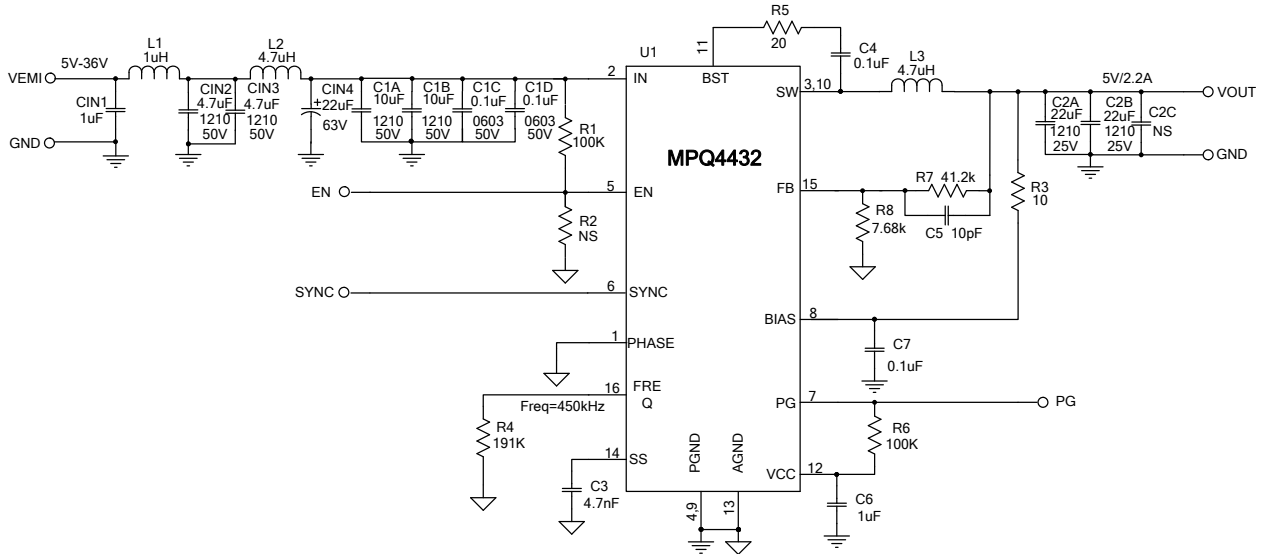 R5
20
C4
0.1uF
11
U1
BST
L1
1uH
L2
4.7uH
L3
4.7uH
VEMI
5V-36V
CIN1
1uF
CIN2
4.7uF
1210
50V
CIN3
4.7uF
1210
50V
CIN4
+
22uF
63V
C1A
10uF
1210
50V
C1B
10uF
1210
50V
C1C
0.1uF
0603
50V
C1D
0.1uF
0603
50V
GND
R1
100K
2
IN
SW
3,10
5V/2.2A
VOUT
C2A
22uF
1210
25V
C2B
22uF
1210
25V
C2C
NS
GND
MPQ4432
EN
5
EN
R2
NS
FB
15
R7 41.2k
C5 10pF
R8
7.68k
R3
10
SYNC
6
SYNC
BIAS
8
C7
0.1uF
1
PHASE
16
FRE
Q
Freq=450kHz
R4
191K
PG
7
PG
R6
100K
14
SS
C3
4.7nF
VCC
12
C6
1uF
PGND
AGND
4,9
13